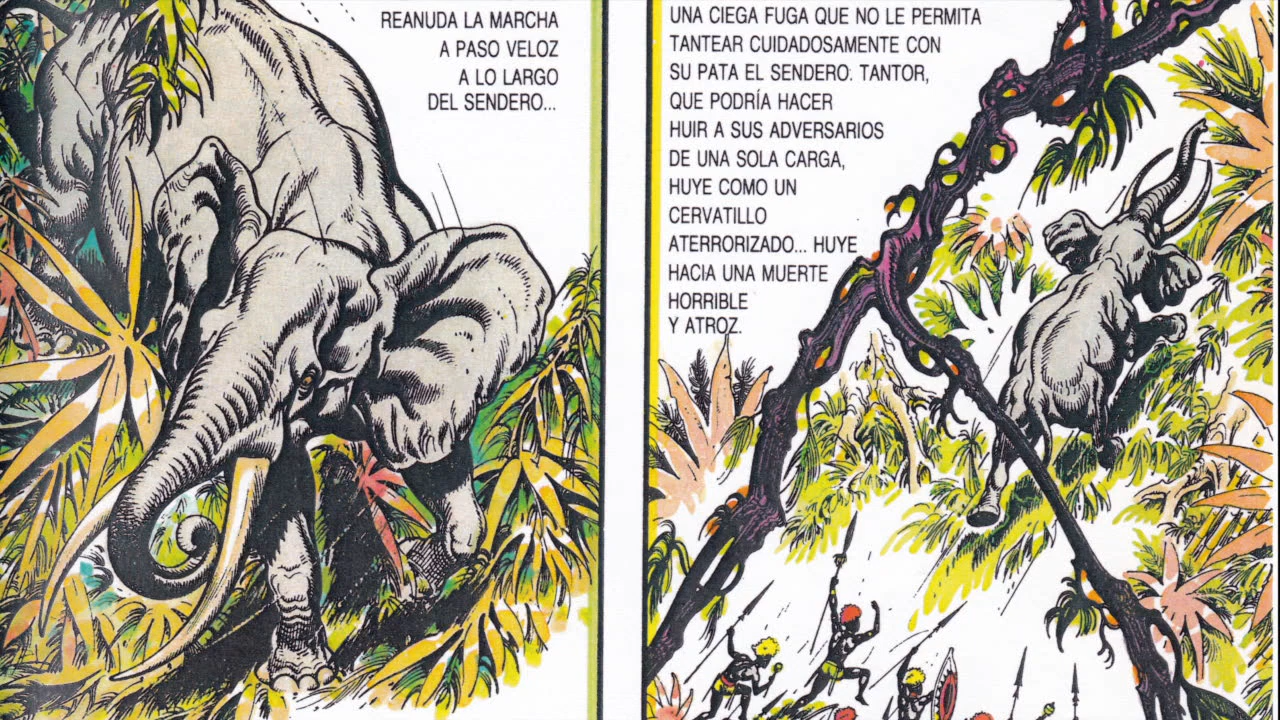 REANUDA LA MARCHA
A PASO VELOZ
A LO LARGO
DEL SENDERO...
UNA CIEGA FUGA QUE NO LE PERMITA
TANTEAR CUIDADOSAMENTE CON
SU PATA EL SENDERO. TANTOR,
QUE PODRÍA HACER
HUIR A SUS ADVERSARIOS
DE UNA SOLA CARGA,
HUYE COMO UN
CERVATILLO
ATERRORIZADO... HUYE
HACIA UNA MUERTE
HORRIBLE
Y ATROZ.